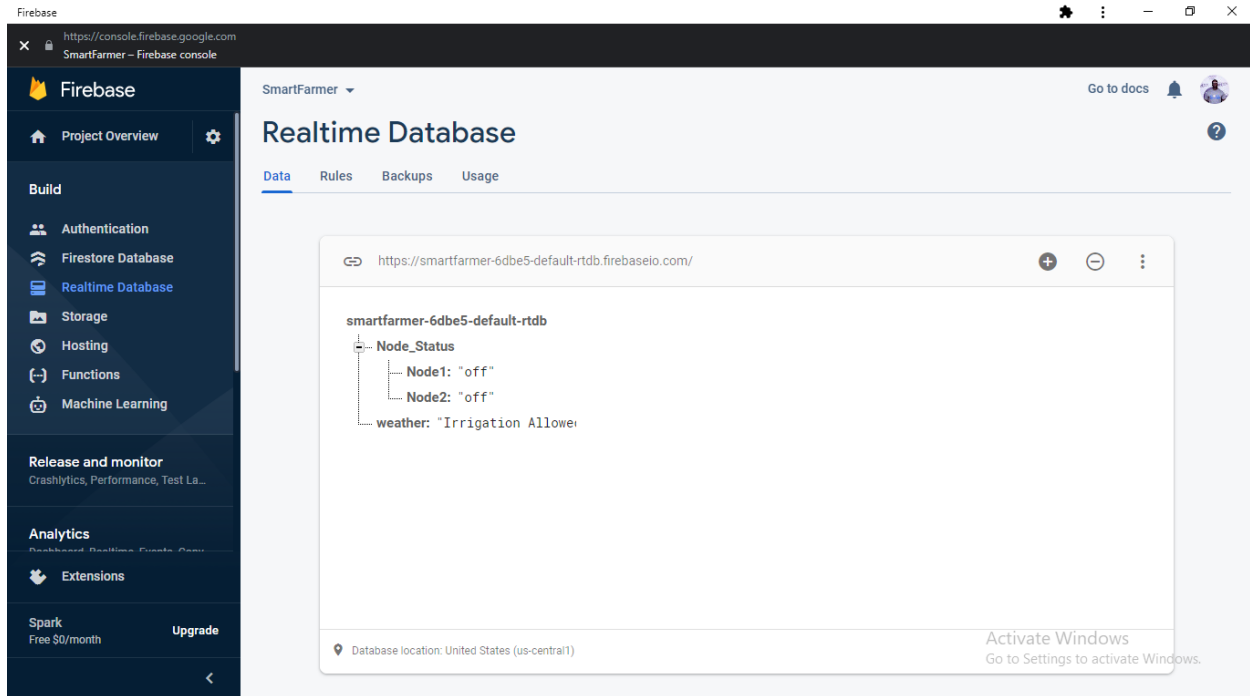 Firebase
https://console.firebase.google.com
SmartFarmer – Firebase console
Firebase
Project Overview
Build
Authentication
Firestore Database
Realtime Database
Storage
Hosting
Functions
Machine Learning
Release and monitor
Crashlytics, Performance, Test La...
Analytics
Extensions
Spark
Free $0/month
Upgrade
SmartFarmer
Go to docs
Realtime Database
Data Rules Backups Usage
https://smartfarmer-6dbe5-default-rtdb.firebaseio.com/
smartfarmer-6dbe5-default-rtdb
Node_Status
Node1: "off"
Node2: "off"
weather: "Irrigation
Database location: United States (us-central1)
Activate Windows
Go to Settings to activate Windows.